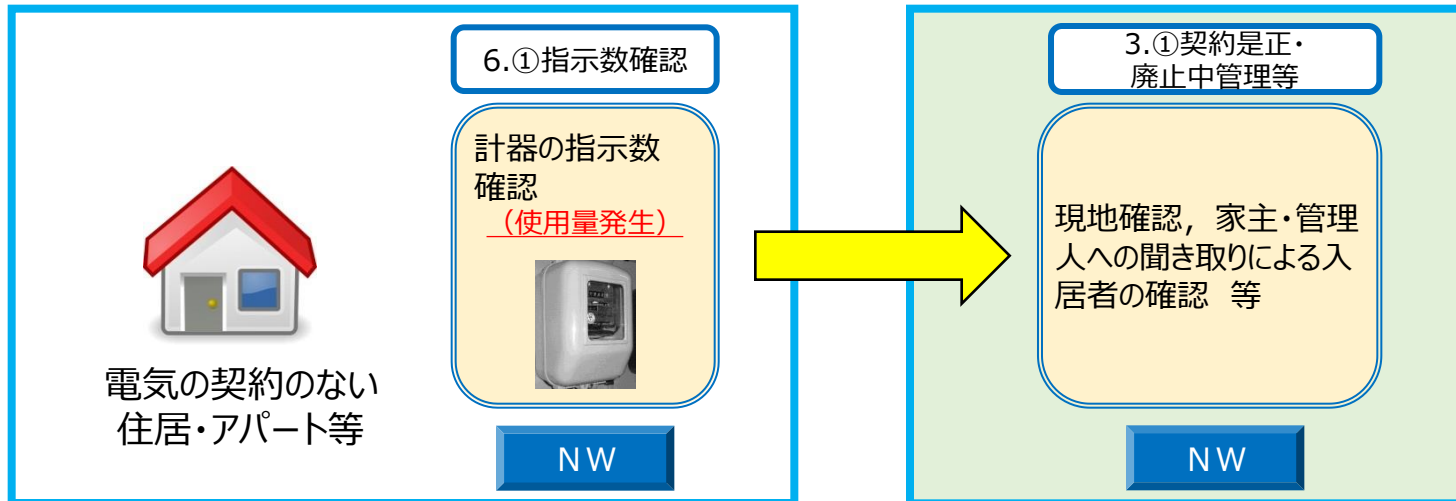 6.①指示数確認
計器の指示数
確認
（使用量発生）
電気の契約のない
住居・アパート等
ＮＷ
3.①契約是正・
廃止中管理等
現地確認，家主・管理
人への聞き取りによる入
居者の確認　等
ＮＷ